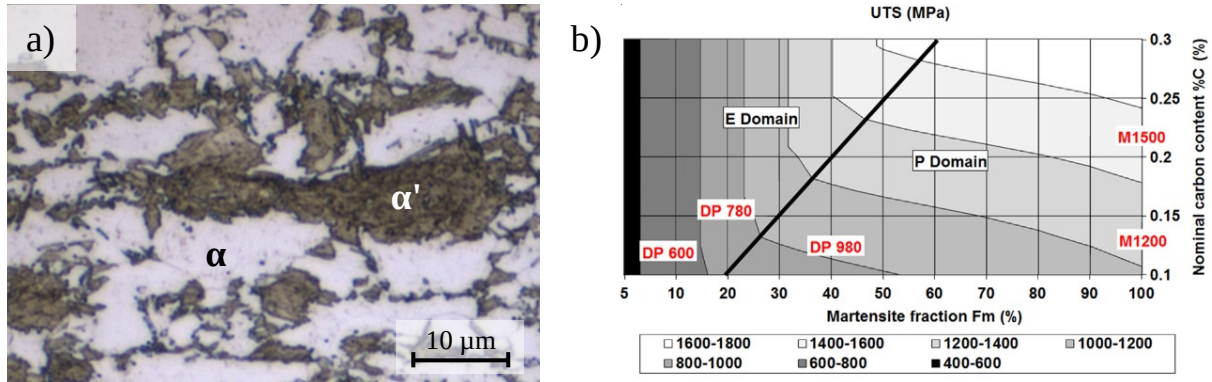 a)
α'
α
10 µm
b)
UTS (MPa)
0.3
0.25
0.2
0.15
0.1
Nominal carbon content %C (%)
E Domain
P Domain
M1500
M1200
DP 780
DP 600
DP 980
5 10 20 30 40 50 60 70 80 90 100
Martensite fraction Fm (%)
1600-1800 1400-1600 1200-1400 1000-1200
800-1000 600-800 400-600